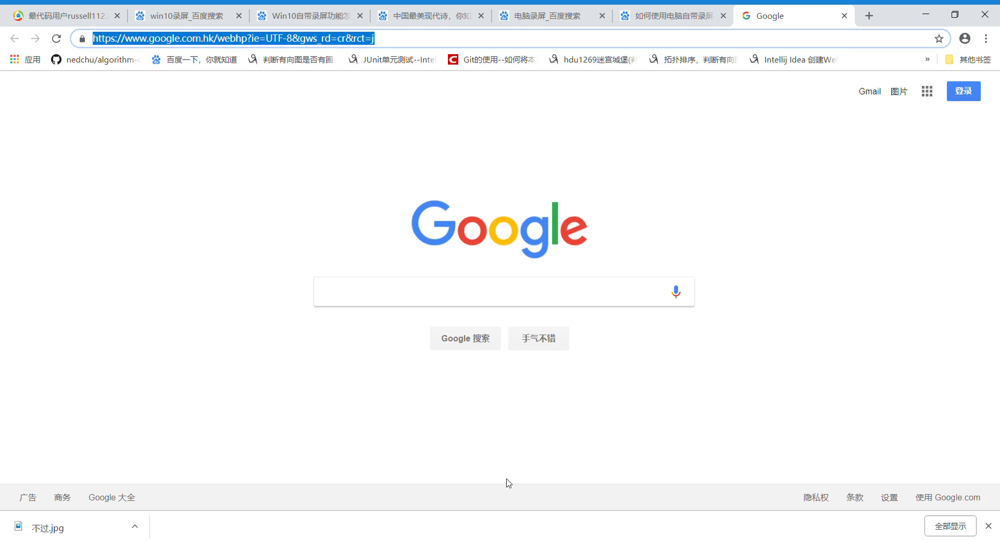 最代码用户russell1123
win10录屏_百度搜索
Win10自带录屏功能怎
中国最美现代诗，你知
电脑录屏_百度搜索
如何使用电脑自带录屏
Google
https://www.google.com.hk/webhp?ie=UTF-8&gws_rd=cr&rct=j
应用
nedchu/algorithm-
百度一下，你就知道
判断有向图是否有圈
JUnit单元测试--Inte
Git的使用--如何将本
hdu1269迷宫城堡(判
拓扑排序，判断有向
Intellij Idea 创建We
»
其他书签
Gmail
图片
登录
Google
Google 搜索
手气不错
广告
商务
Google 大全
隐私权
条款
设置
使用 Google.com
不过.jpg
全部显示